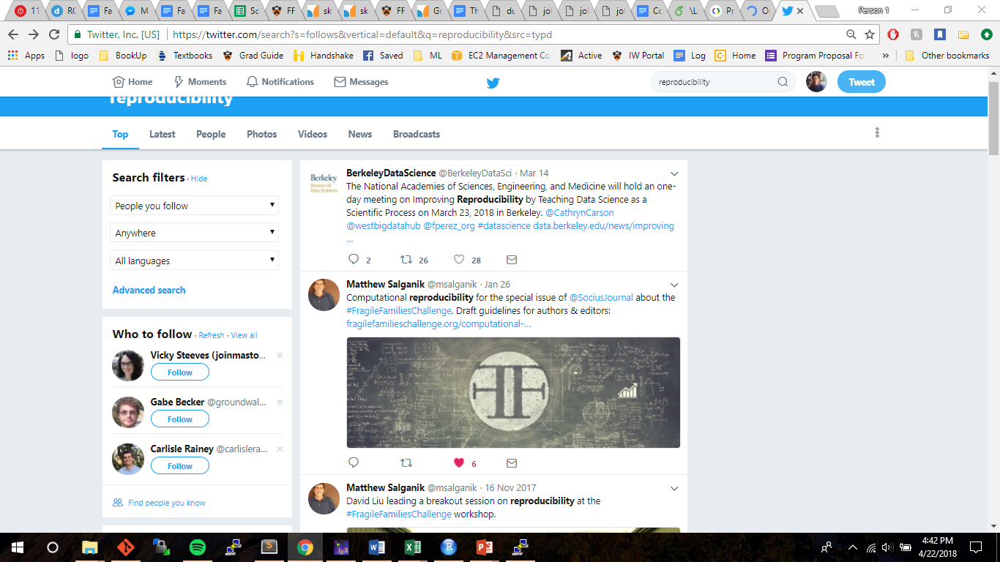 11
RC
Fa
M
Fa
Fa
Sc
FF
sk
sk
FF
Gr
Th
du
jol
jol
jol
Co
\L
Pr
O
Person 1
Twitter, Inc. [US]
https://twitter.com/search?s=follows&vertical=default&q=reproducibility&src=typd
Apps
logo
BookUp
Textbooks
Grad Guide
Handshake
Saved
ML
EC2 Management Co
Active
IW Portal
Log
Home
Program Proposal Fo
»
Other bookmarks
Home
Moments
Notifications
Messages
reproducibility
Tweet
reproducibility
Top
Latest
People
Photos
Videos
News
Broadcasts
Search filters · Hide
People you follow
Anywhere
All languages
Advanced search
Who to follow · Refresh · View all
Vicky Steeves (joinmasto...
Follow
Gabe Becker @groundwal...
Follow
Carlisle Rainey @carlislera...
Follow
Find people you know
Berkeley
Division of
Data Sciences
BerkeleyDataScience @BerkeleyDataSci · Mar 14
The National Academies of Sciences, Engineering, and Medicine will hold an one-
day meeting on Improving Reproducibility by Teaching Data Science as a
Scientific Process on March 23, 2018 in Berkeley. @CathrynCarson
@westbigdatahub @fperez_org #datascience data.berkeley.edu/news/improving
...
2
26
28
Matthew Salganik @msalganik · Jan 26
Computational reproducibility for the special issue of @SociusJournal about the
#FragileFamiliesChallenge. Draft guidelines for authors & editors:
fragilefamilieschallenge.org/computational-...
6
Matthew Salganik @msalganik · 16 Nov 2017
David Liu leading a breakout session on reproducibility at the
#FragileFamiliesChallenge workshop.
4:42 PM
4/22/2018